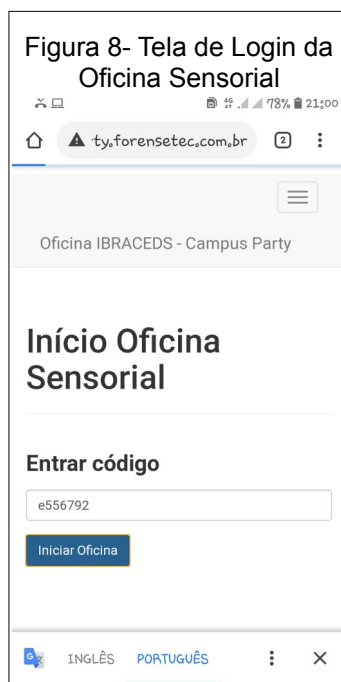 Figura 8- Tela de Login da
Oficina Sensorial
4G 78% 21:00
ty.forensetec.com.br 2
Oficina IBRACEDS - Campus Party
Início Oficina
Sensorial
Entrar código
e556792
Iniciar Oficina
INGLÊS PORTUGUÊS